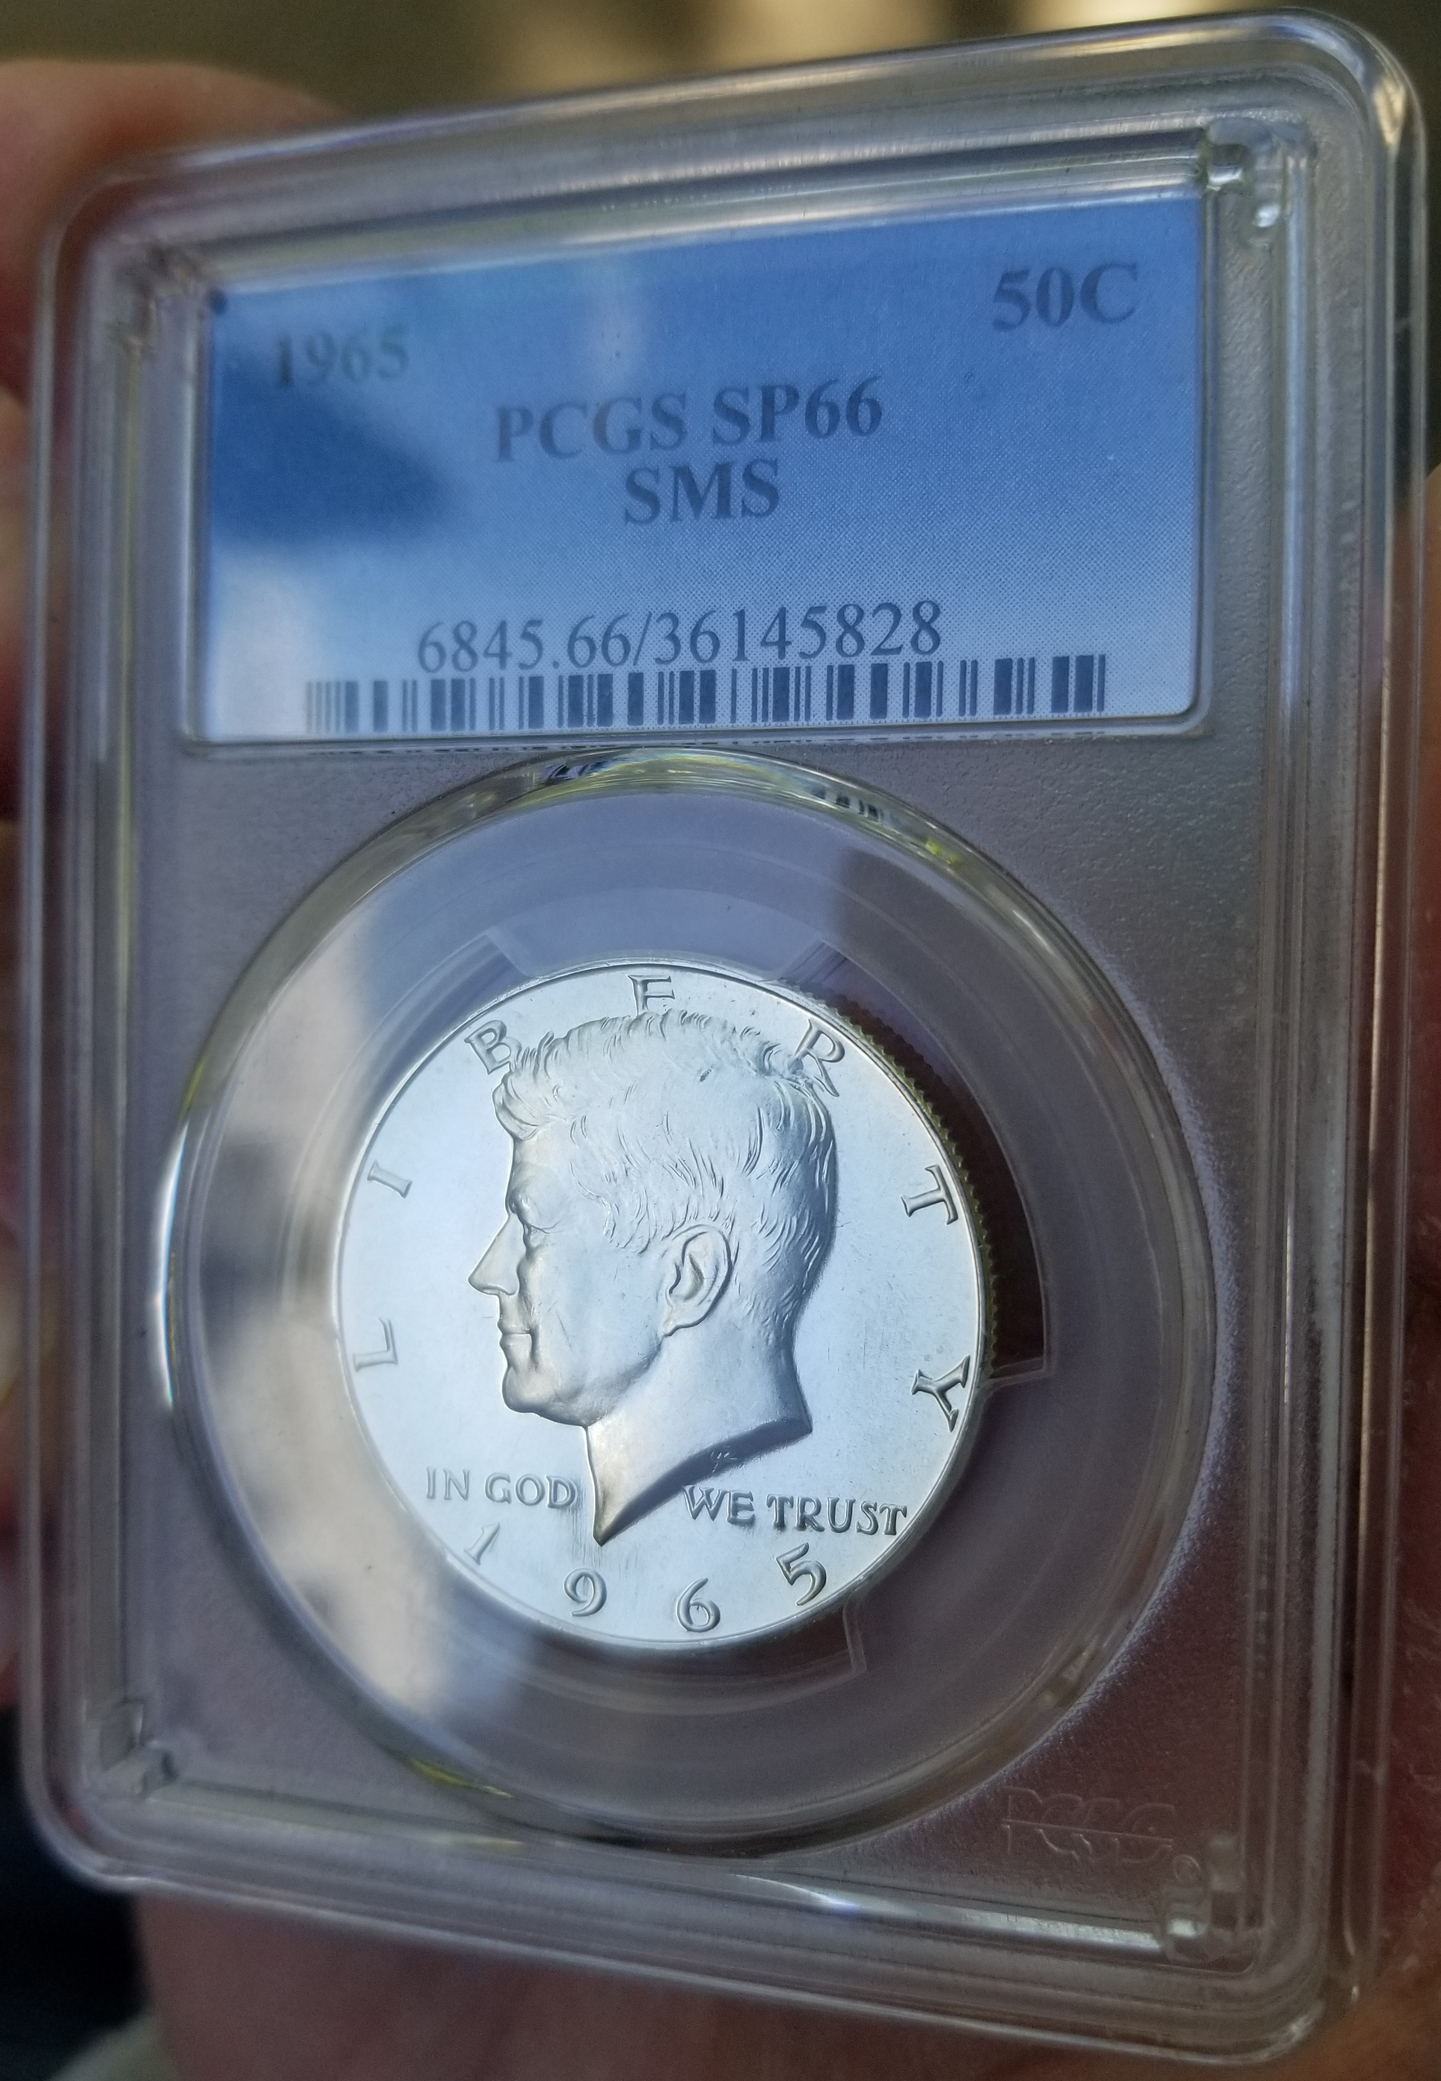 1965 50C
PCGS SP66
SMS
6845.66/36145828
LIBERTY
IN GOD WE TRUST
1965
PCGS